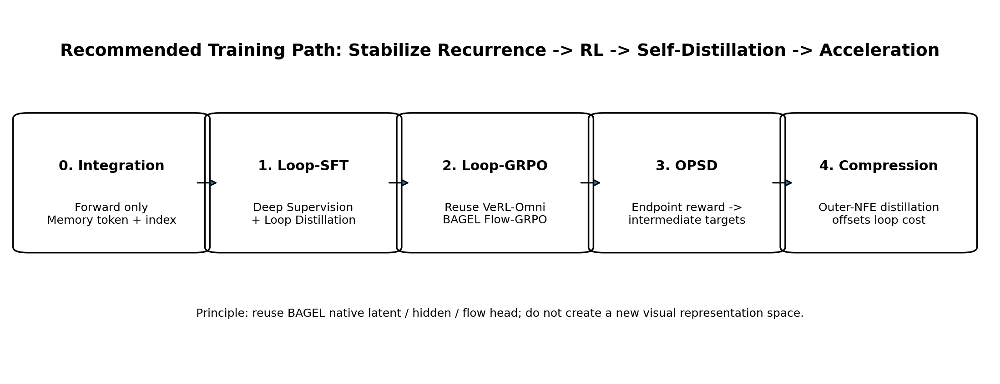 Recommended Training Path: Stabilize Recurrence -> RL -> Self-Distillation -> Acceleration
0. Integration
Forward only
Memory token + index
1. Loop-SFT
Deep Supervision
+ Loop Distillation
2. Loop-GRPO
Reuse VeRL-Omni
BAGEL Flow-GRPO
3. OPSD
Endpoint reward ->
intermediate targets
4. Compression
Outer-NFE distillation
offsets loop cost
Principle: reuse BAGEL native latent / hidden / flow head; do not create a new visual representation space.